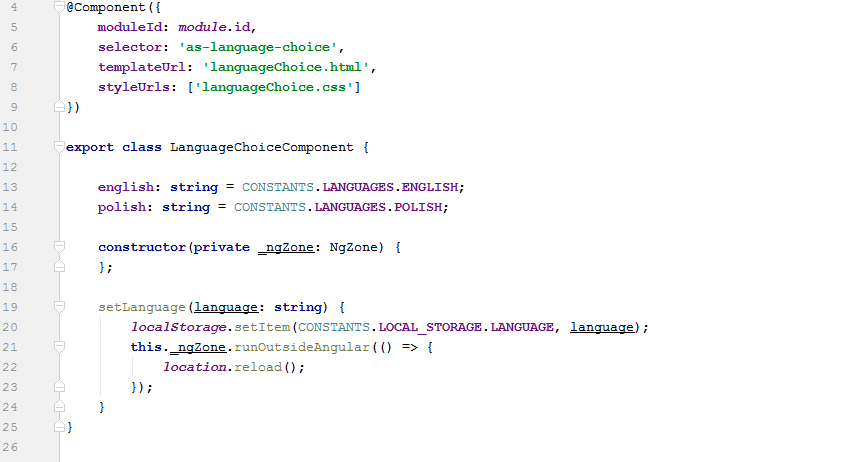 4 @Component({
5 moduleId: module.id,
6 selector: 'as-language-choice',
7 templateUrl: 'languageChoice.html',
8 styleUrls: ['languageChoice.css']
9 })
10
11 export class LanguageChoiceComponent {
12
13 english: string = CONSTANTS.LANGUAGES.ENGLISH;
14 polish: string = CONSTANTS.LANGUAGES.POLISH;
15
16 constructor(private _ngZone: NgZone) {
17 };
18
19 setLanguage(language: string) {
20 localStorage.setItem(CONSTANTS.LOCAL_STORAGE.LANGUAGE, language);
21 this._ngZone.runOutsideAngular(() => {
22 location.reload();
23 });
24 }
25 }
26